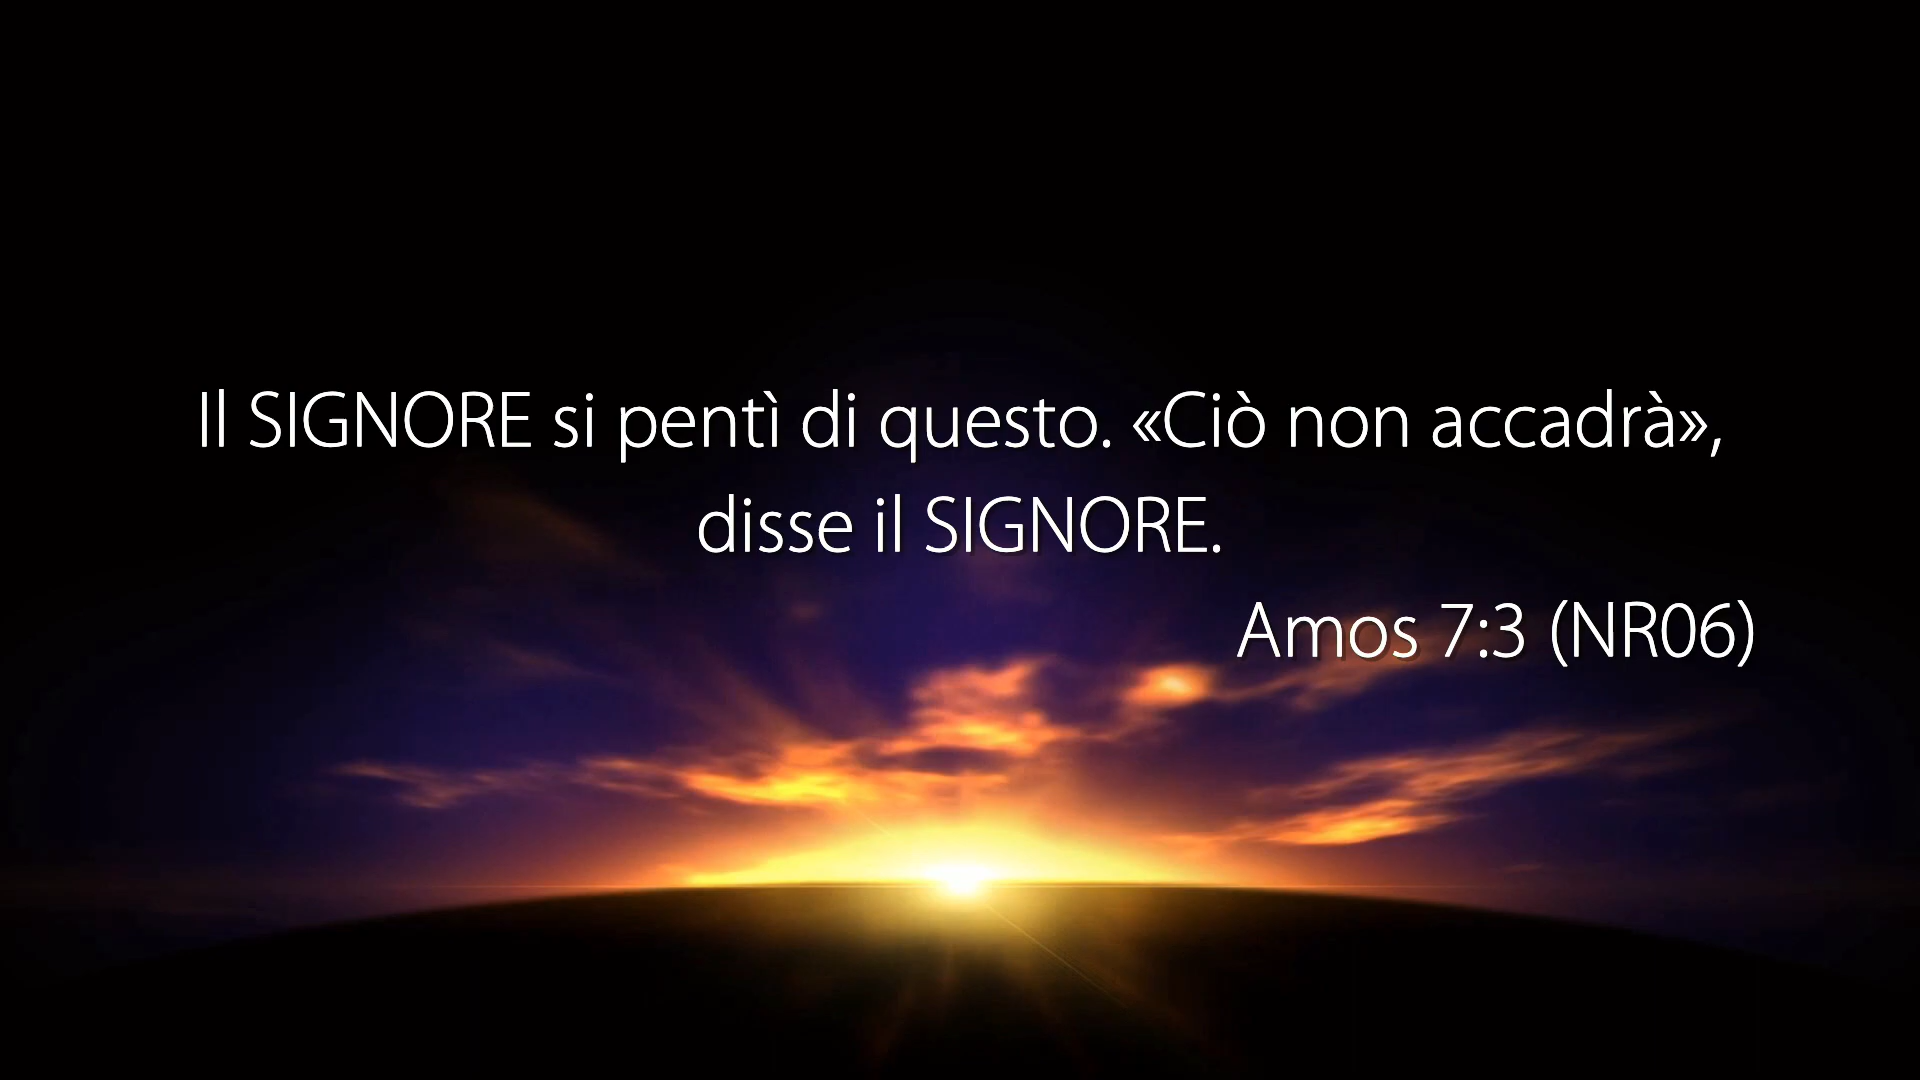 Il SIGNORE si pentì di questo. «Ciò non accadrà»,
disse il SIGNORE.
Amos 7:3 (NR06)